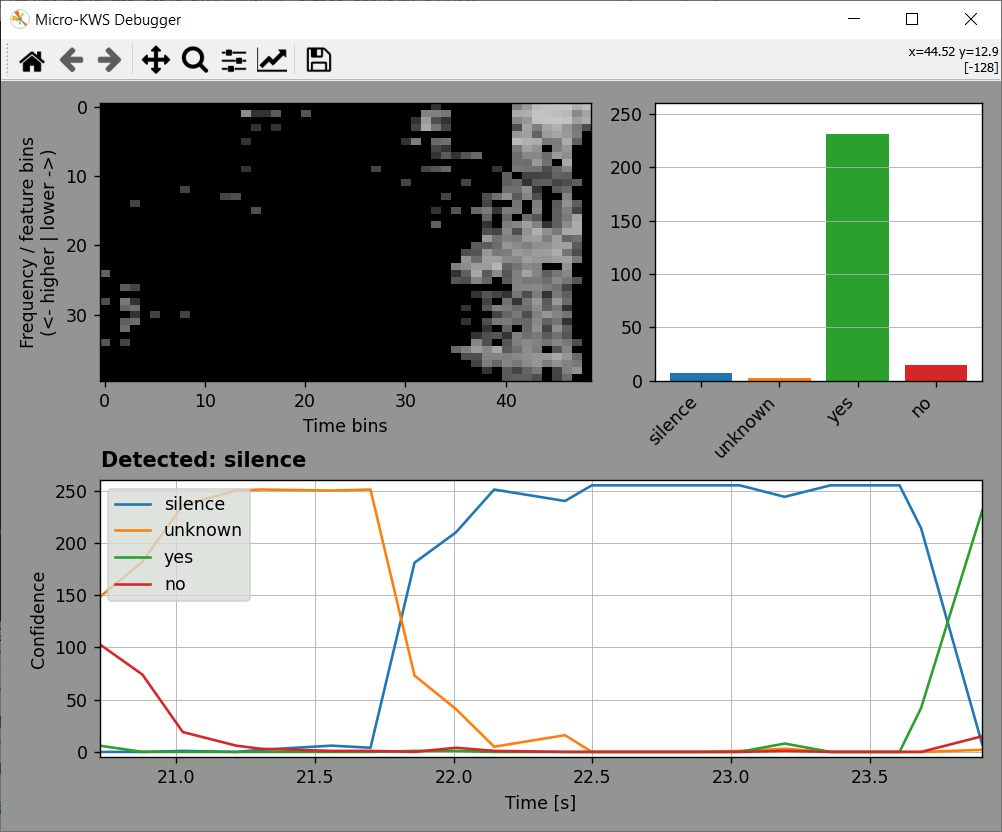 Micro-KWS Debugger
x=44.52 y=12.9
[-128]
0
10
20
30
Frequency / feature bins
(<- higher | lower ->)
0
10
20
30
40
Time bins
250
200
150
100
50
0
silence
unknown
yes
no
Detected: silence
250
200
150
100
50
0
Confidence
silence
unknown
yes
no
21.0
21.5
22.0
22.5
23.0
23.5
Time [s]